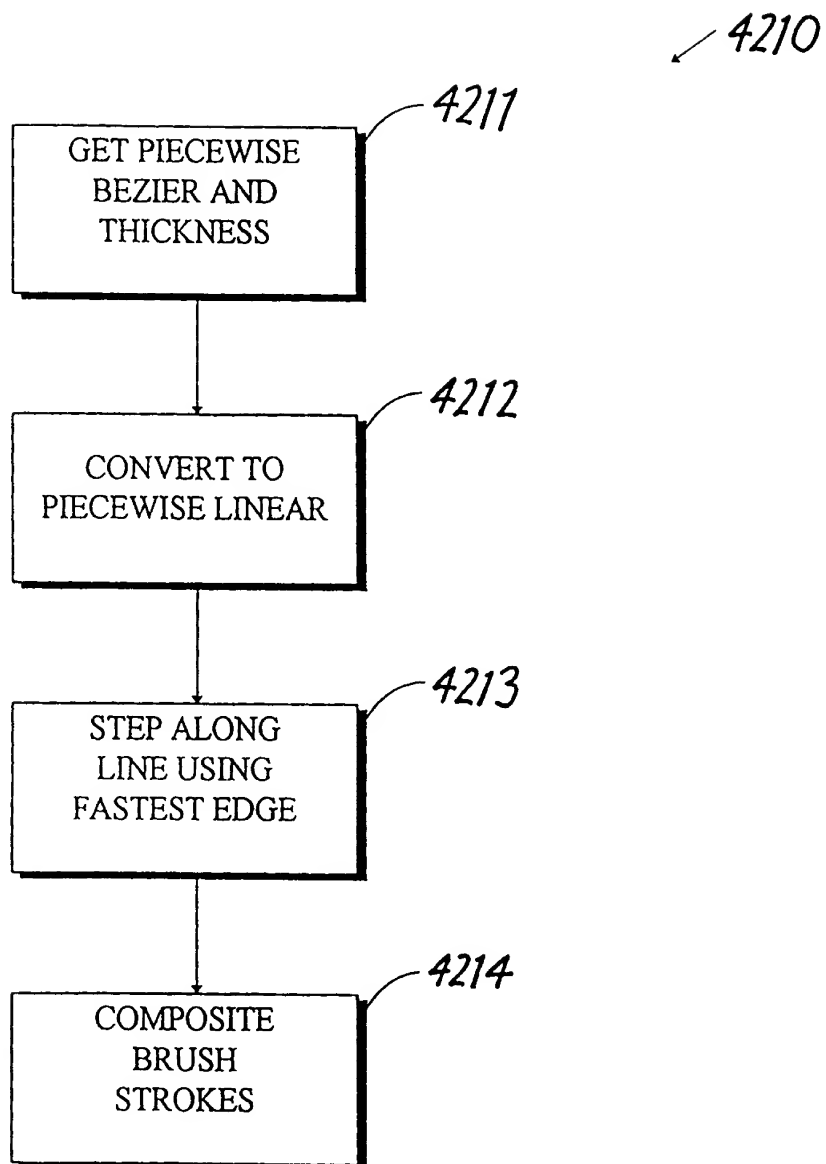 4210
4211
GET PIECEWISE
BEZIER AND
THICKNESS
4212
CONVERT TO
PIECEWISE LINEAR
4213
STEP ALONG
LINE USING
FASTEST EDGE
4214
COMPOSITE
BRUSH
STROKES